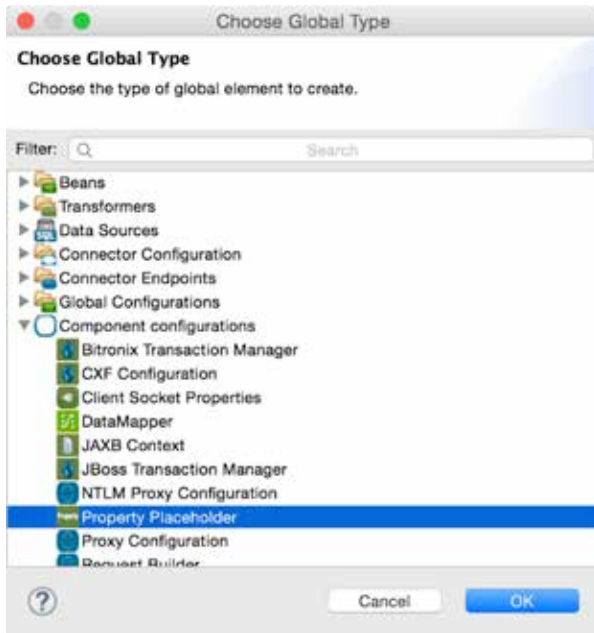 Choose Global Type
Choose Global Type
Choose the type of global element to create.
Filter: Search
Beans
Transformers
Data Sources
Connector Configuration
Connector Endpoints
Global Configurations
Component configurations
Bitronix Transaction Manager
CXF Configuration
Client Socket Properties
DataMapper
JAXB Context
JBoss Transaction Manager
NTLM Proxy Configuration
Property Placeholder
Proxy Configuration
Request Builder
? Cancel OK